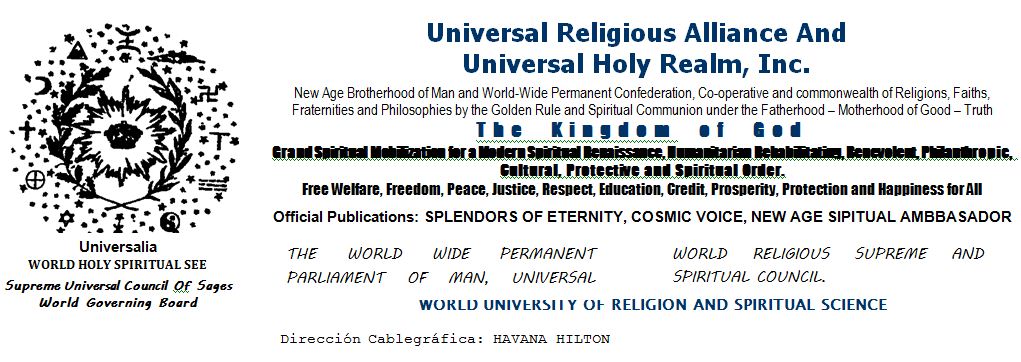 Universal Religious Alliance And
Universal Holy Realm, Inc.
New Age Brotherhood of Man and World-Wide Permanent Confederation, Co-operative and commonwealth of Religions, Faiths,
Fraternities and Philosophies by the Golden Rule and Spiritual Communion under the Fatherhood – Motherhood of Good – Truth
The Kingdom of God
Grand Spiritual Mobilization for a Modern Spiritual Renaissance, Humanitarian Rehabilitating, Benevolent, Philanthropic,
Cultural, Protective and Spiritual Order.
Free Welfare, Freedom, Peace, Justice, Respect, Education, Credit, Prosperity, Protection and Happiness for All
Official Publications: SPLENDORS OF ETERNITY, COSMIC VOICE, NEW AGE SIPITUAL AMBBASADOR
Universalia
WORLD HOLY SPIRITUAL SEE
Supreme Universal Council Of Sages
World Governing Board
THE WORLD WIDE PERMANENT
PARLIAMENT OF MAN, UNIVERSAL
WORLD RELIGIOUS SUPREME AND
SPIRITUAL COUNCIL.
WORLD UNIVERSITY OF RELIGION AND SPIRITUAL SCIENCE
Dirección Cablegráfica: HAVANA HILTON